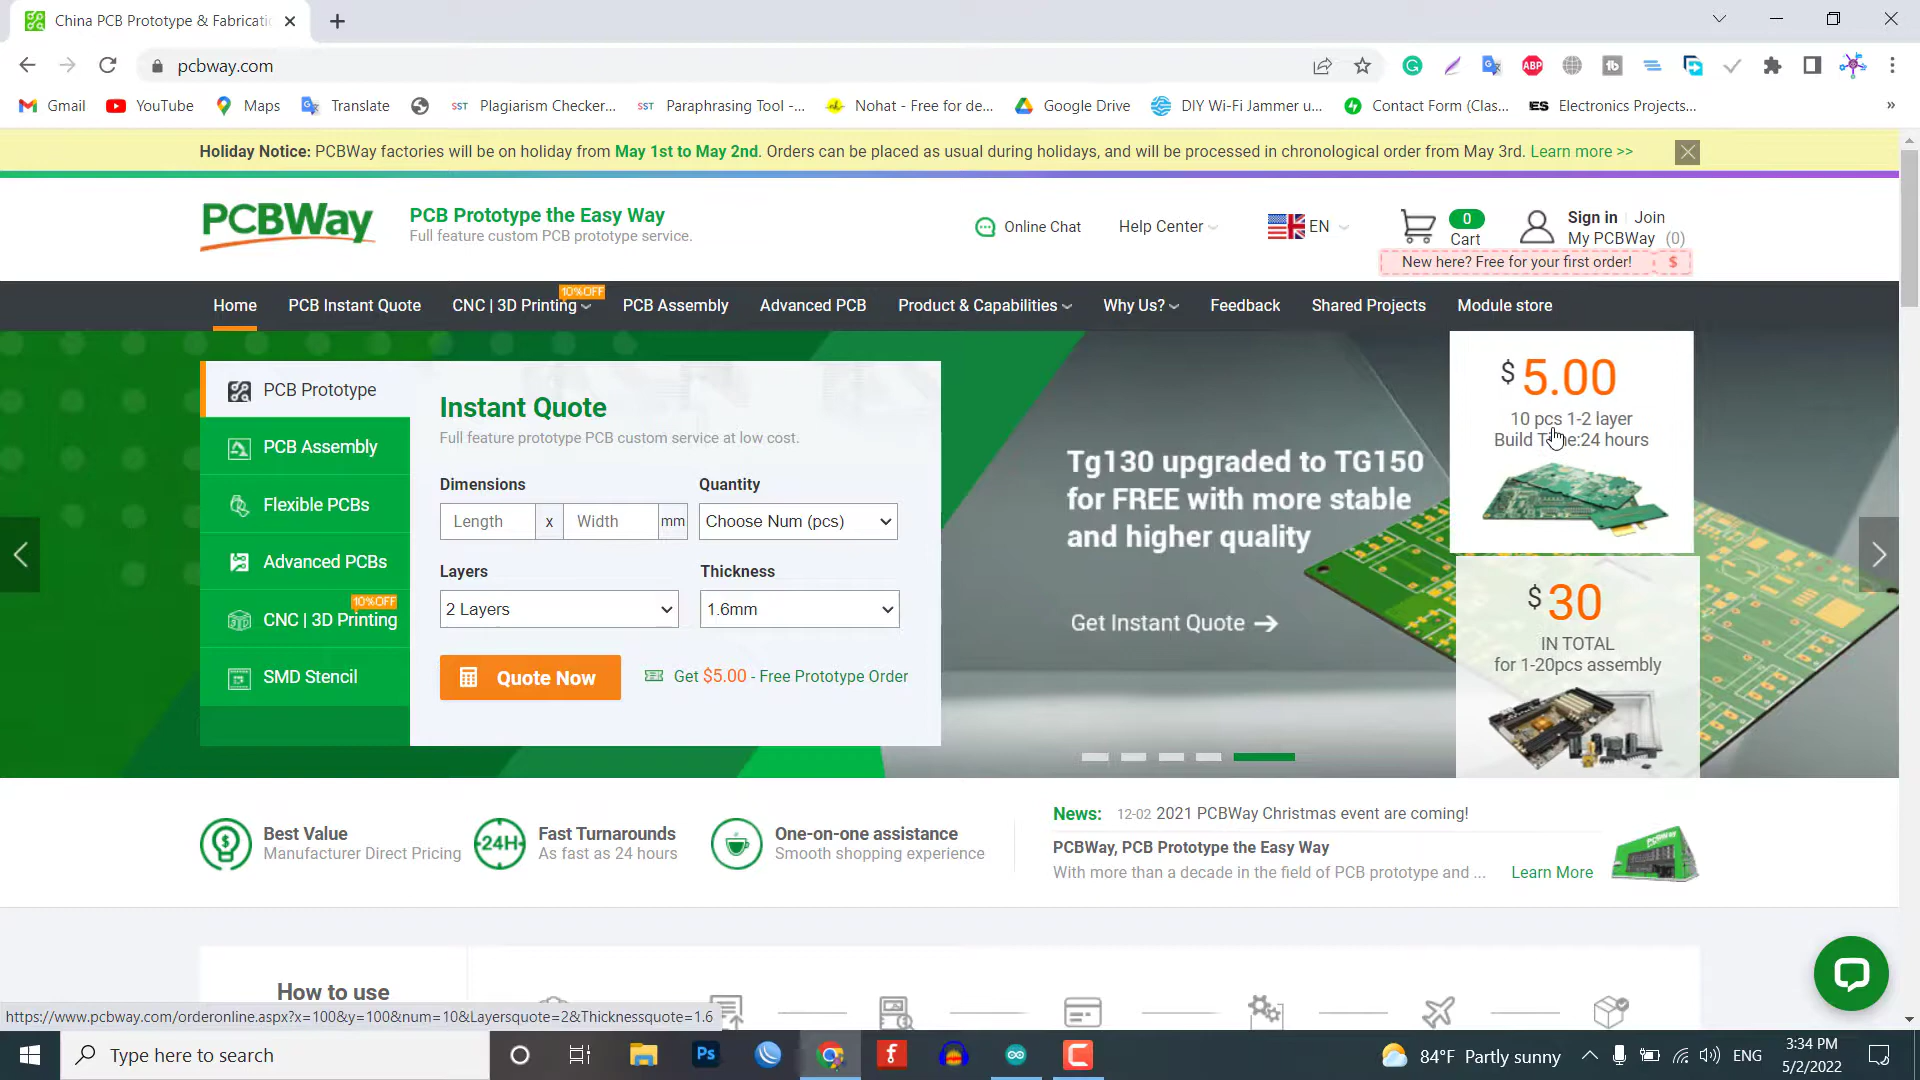 China PCB Prototype & Fabricati
pcbway.com
Gmail
YouTube
Maps
Translate
SST Plagiarism Checker...
SST Paraphrasing Tool -...
Nohat - Free for de...
Google Drive
DIY Wi-Fi Jammer u...
Contact Form (Clas...
ES Electronics Projects...
»
Holiday Notice: PCBWay factories will be on holiday from May 1st to May 2nd. Orders can be placed as usual during holidays, and will be processed in chronological order from May 3rd. Learn more >>
PCBWay
PCB Prototype the Easy Way
Full feature custom PCB prototype service.
Online Chat
Help Center
EN
0
Cart
Sign in | Join
My PCBWay (0)
New here? Free for your first order! $
Home
PCB Instant Quote
CNC | 3D Printing
10%OFF
PCB Assembly
Advanced PCB
Product & Capabilities
Why Us?
Feedback
Shared Projects
Module store
PCB Prototype
PCB Assembly
Flexible PCBs
Advanced PCBs
10%OFF
CNC | 3D Printing
SMD Stencil
Instant Quote
Full feature prototype PCB custom service at low cost.
Dimensions
Quantity
Length x Width mm
Choose Num (pcs)
Layers
Thickness
2 Layers
1.6mm
Quote Now
Get $5.00 - Free Prototype Order
Tg130 upgraded to TG150
for FREE with more stable
and higher quality
Get Instant Quote
$ 5.00
10 pcs 1-2 layer
Build :24 hours
$ 30
IN TOTAL
for 1-20pcs assembly
Best Value
Manufacturer Direct Pricing
24H
Fast Turnarounds
As fast as 24 hours
One-on-one assistance
Smooth shopping experience
News: 12-02 2021 PCBWay Christmas event are coming!
PCBWay, PCB Prototype the Easy Way
With more than a decade in the field of PCB prototype and ... Learn More
How to use
https://www.pcbway.com/orderonline.aspx?x=100&y=100&num=10&Layersquote=2&Thicknessquote=1.6
Type here to search
Ps
84°F Partly sunny
ENG
3:34 PM
5/2/2022